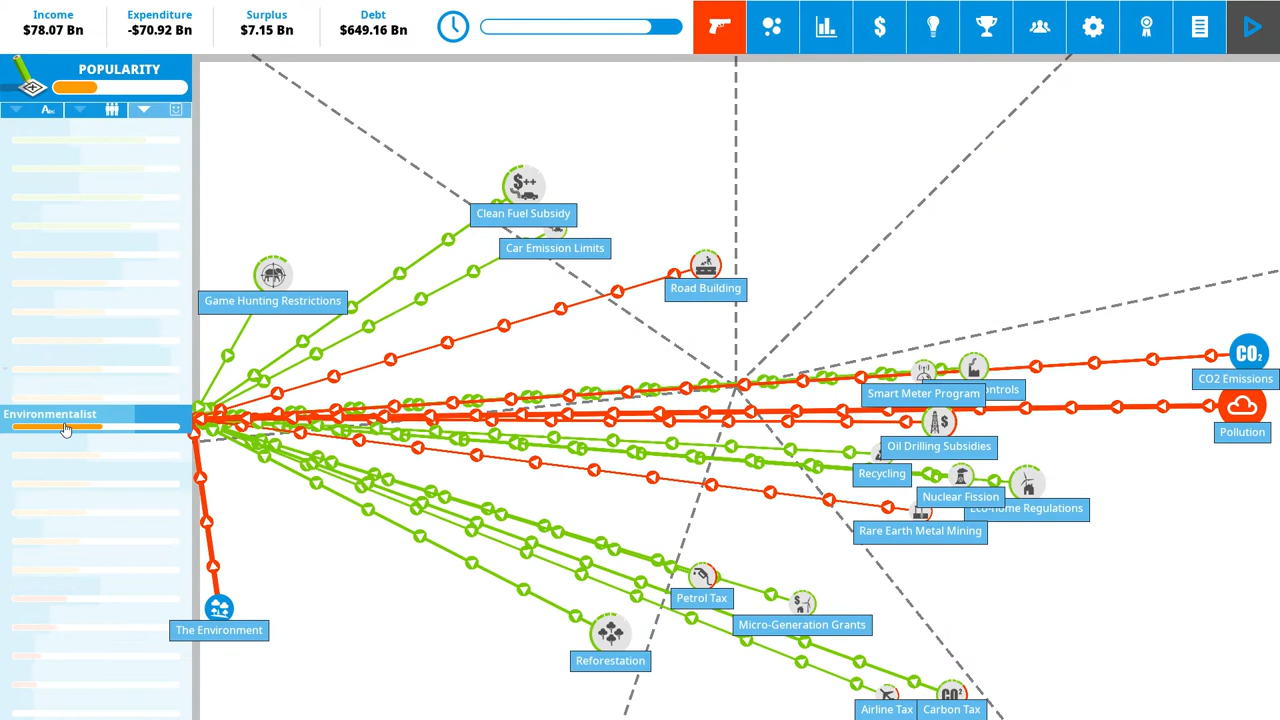 Income
Expenditure
Surplus
Debt
$78.07 Bn
-$70.92 Bn
$7.15 Bn
$649.16 Bn
POPULARITY
$++
Clean Fuel Subsidy
Car Emission Limits
Game Hunting Restrictions
Road Building
CO₂
CO2 Emissions
Smart Meter Program
ontrols
Environmentalist
Pollution
$
Oil Drilling Subsidies
Recycling
Nuclear Fission
Eco-home Regulations
Rare Earth Metal Mining
Petrol Tax
$
Micro-Generation Grants
The Environment
Reforestation
CO²
Airline Tax
Carbon Tax